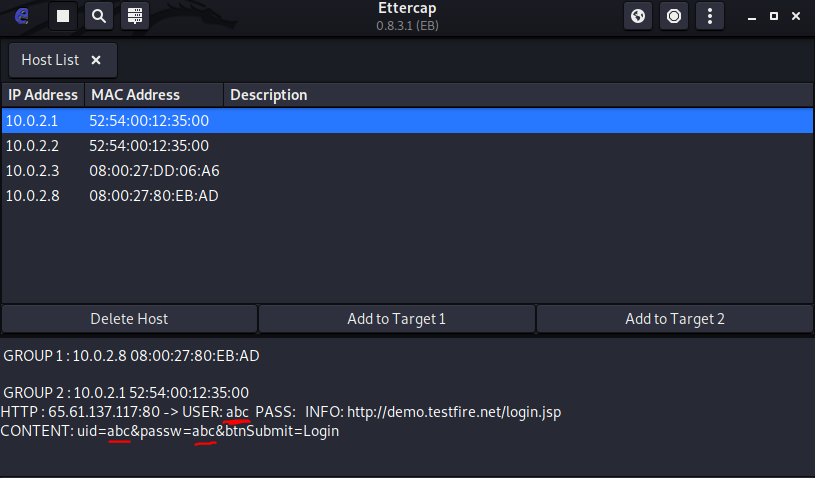 Ettercap
0.8.3.1 (EB)
Host List ×
IP Address MAC Address Description
10.0.2.1 52:54:00:12:35:00
10.0.2.2 52:54:00:12:35:00
10.0.2.3 08:00:27:DD:06:A6
10.0.2.8 08:00:27:80:EB:AD
Delete Host Add to Target 1 Add to Target 2
GROUP 1 : 10.0.2.8 08:00:27:80:EB:AD
GROUP 2 : 10.0.2.1 52:54:00:12:35:00
HTTP : 65.61.137.117:80 -> USER: abc PASS: INFO: http://demo.testfire.net/login.jsp
CONTENT: uid=abc&passw=abc&btnSubmit=Login